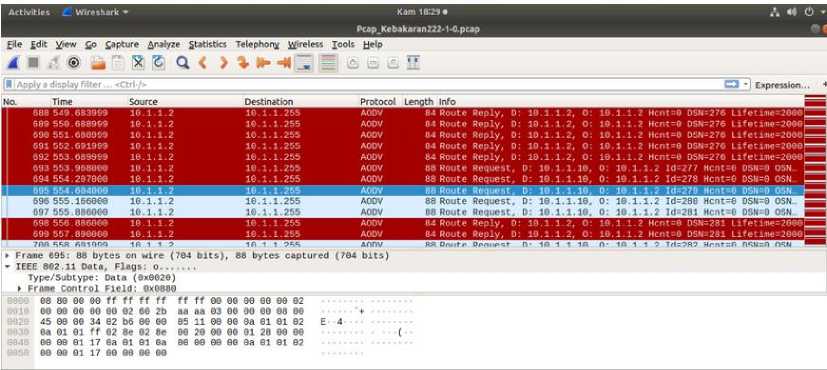 Activities Wireshark Kam 18:29
Pcap_Kebakaran222-1-0.pcap
File Edit View Go Capture Analyze Statistics Telephony Wireless Tools Help
Apply a display filter ... <Ctrl-/> Expression... +
No. Time Source Destination Protocol Length Info
688 549.683999 10.1.1.2 10.1.1.255 AODV 84 Route Reply, D: 10.1.1.2, O: 10.1.1.2 Hcnt=0 DSN=276 Lifetime=2000
689 550.688999 10.1.1.2 10.1.1.255 AODV 84 Route Reply, D: 10.1.1.2, O: 10.1.1.2 Hcnt=0 DSN=276 Lifetime=2000
690 551.688999 10.1.1.2 10.1.1.255 AODV 84 Route Reply, D: 10.1.1.2, O: 10.1.1.2 Hcnt=0 DSN=276 Lifetime=2000
691 552.691999 10.1.1.2 10.1.1.255 AODV 84 Route Reply, D: 10.1.1.2, O: 10.1.1.2 Hcnt=0 DSN=276 Lifetime=2000
692 553.689999 10.1.1.2 10.1.1.255 AODV 84 Route Reply, D: 10.1.1.2, O: 10.1.1.2 Hcnt=0 DSN=276 Lifetime=2000
693 553.968000 10.1.1.2 10.1.1.255 AODV 88 Route Request, D: 10.1.1.10, O: 10.1.1.2 Id=277 Hcnt=0 DSN=0 OSN...
694 554.287000 10.1.1.2 10.1.1.255 AODV 88 Route Request, D: 10.1.1.10, O: 10.1.1.2 Id=278 Hcnt=0 DSN=0 OSN...
695 554.684000 10.1.1.2 10.1.1.255 AODV 88 Route Request, D: 10.1.1.10, O: 10.1.1.2 Id=279 Hcnt=0 DSN=0 OSN...
696 555.166000 10.1.1.2 10.1.1.255 AODV 88 Route Request, D: 10.1.1.10, O: 10.1.1.2 Id=280 Hcnt=0 DSN=0 OSN...
697 555.886000 10.1.1.2 10.1.1.255 AODV 88 Route Request, D: 10.1.1.10, O: 10.1.1.2 Id=281 Hcnt=0 DSN=0 OSN...
698 556.886000 10.1.1.2 10.1.1.255 AODV 84 Route Reply, D: 10.1.1.2, O: 10.1.1.2 Hcnt=0 DSN=281 Lifetime=2000
699 557.890000 10.1.1.2 10.1.1.255 AODV 84 Route Reply, D: 10.1.1.2, O: 10.1.1.2 Hcnt=0 DSN=281 Lifetime=2000
700 558.691999 10.1.1.2 10.1.1.255 AODV 88 Route Request, D: 10.1.1.10, O: 10.1.1.2 Id=282 Hcnt=0 DSN=0 OSN...
Frame 695: 88 bytes on wire (704 bits), 88 bytes captured (704 bits)
IEEE 802.11 Data, Flags: o.......
Type/Subtype: Data (0x0020)
Frame Control Field: 0x0880
0000 08 80 00 00 ff ff ff ff ff ff 00 00 00 00 00 02
0010 00 00 00 00 00 02 60 2b aa aa 03 00 00 00 08 00 ......`+ ........
0020 45 00 00 34 02 b6 00 00 05 11 00 00 0a 01 01 02 E··4····
0030 0a 01 01 ff 02 8e 02 8e 00 20 00 00 01 28 00 00
0040 00 00 01 17 0a 01 01 0a 00 00 00 00 0a 01 01 02
0050 00 00 01 17 00 00 00 00